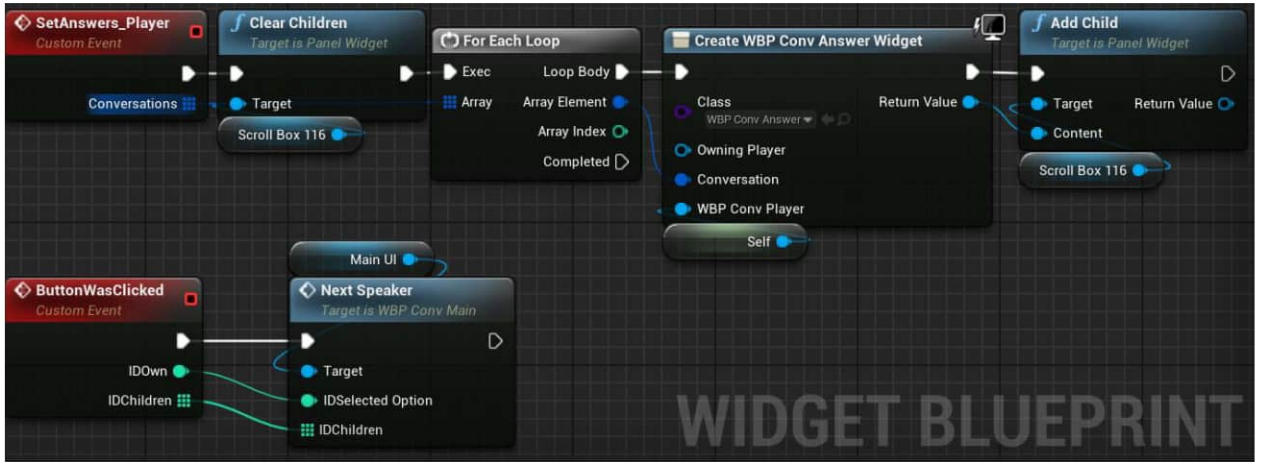 SetAnswers_Player
Custom Event
Conversations
Clear Children
Target is Panel Widget
Target
Scroll Box 116
For Each Loop
Exec Loop Body
Array Array Element
Array Index
Completed
Create WBP Conv Answer Widget
Class Return Value
WBP Conv Answer
Owning Player
Conversation
WBP Conv Player
Self
Add Child
Target is Panel Widget
Target Return Value
Content
Scroll Box 116
Main UI
ButtonWasClicked
Custom Event
IDOwn
IDChildren
Next Speaker
Target is WBP Conv Main
Target
IDSelected Option
IDChildren
WIDGET BLUEPRINT